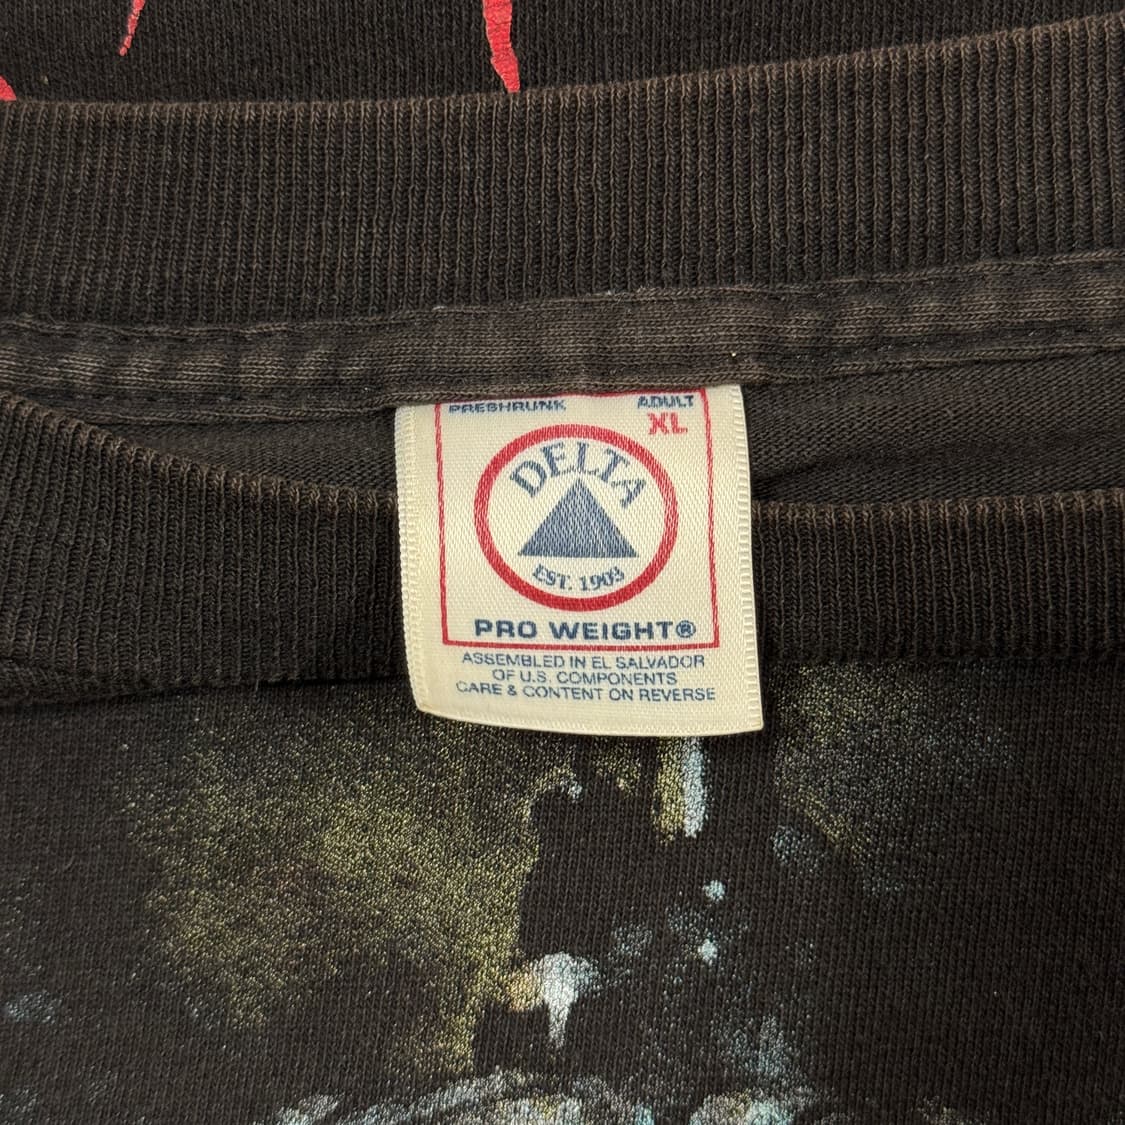 PRESHRUNK ADULT
XL
DELTA
EST. 1903
PRO WEIGHT®
ASSEMBLED IN EL SALVADOR
OF U.S. COMPONENTS
CARE & CONTENT ON REVERSE